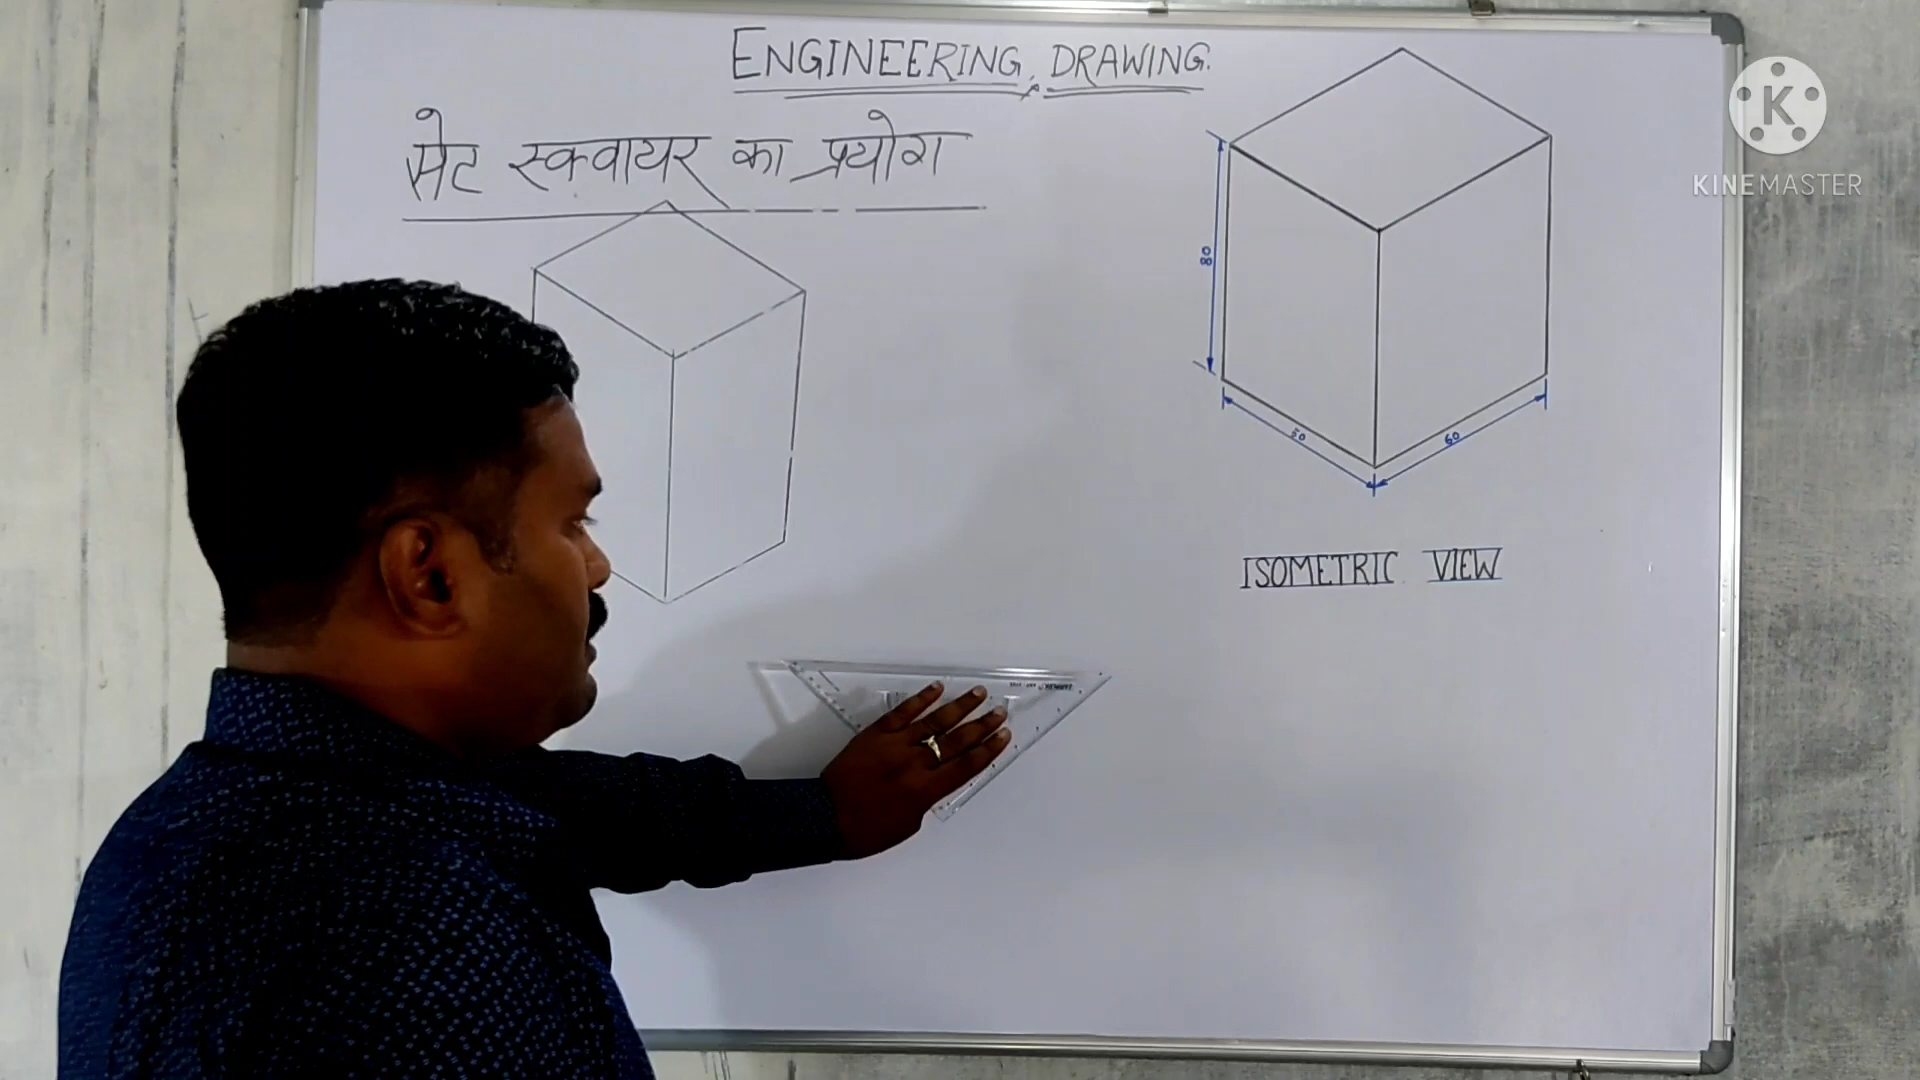 ENGINEERING, DRAWING.
सेट स्क्वायर का प्रयोग
80
50
60
ISOMETRIC VIEW
KINEMASTER